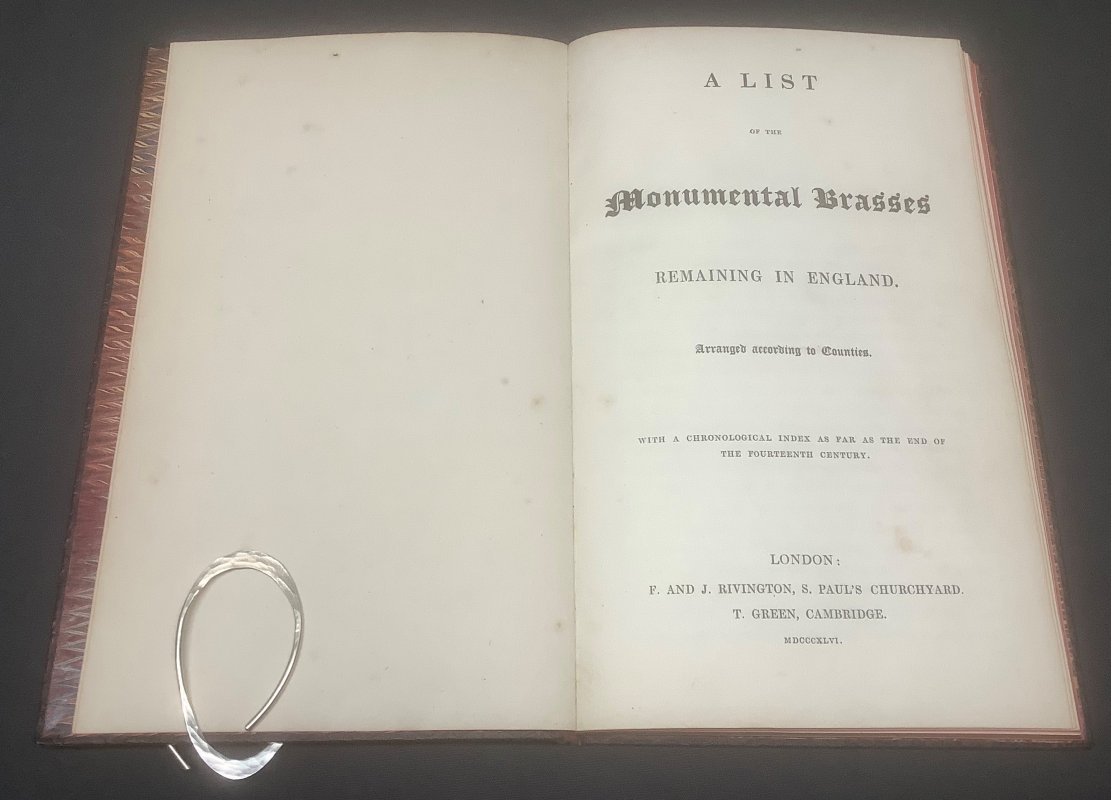 A LIST
OF THE
Monumental Brasses
REMAINING IN ENGLAND.
Arranged according to Counties.
WITH A CHRONOLOGICAL INDEX AS FAR AS THE END OF
THE FOURTEENTH CENTURY.
LONDON:
F. AND J. RIVINGTON, S. PAUL'S CHURCHYARD.
T. GREEN, CAMBRIDGE.
MDCCCXLVI.